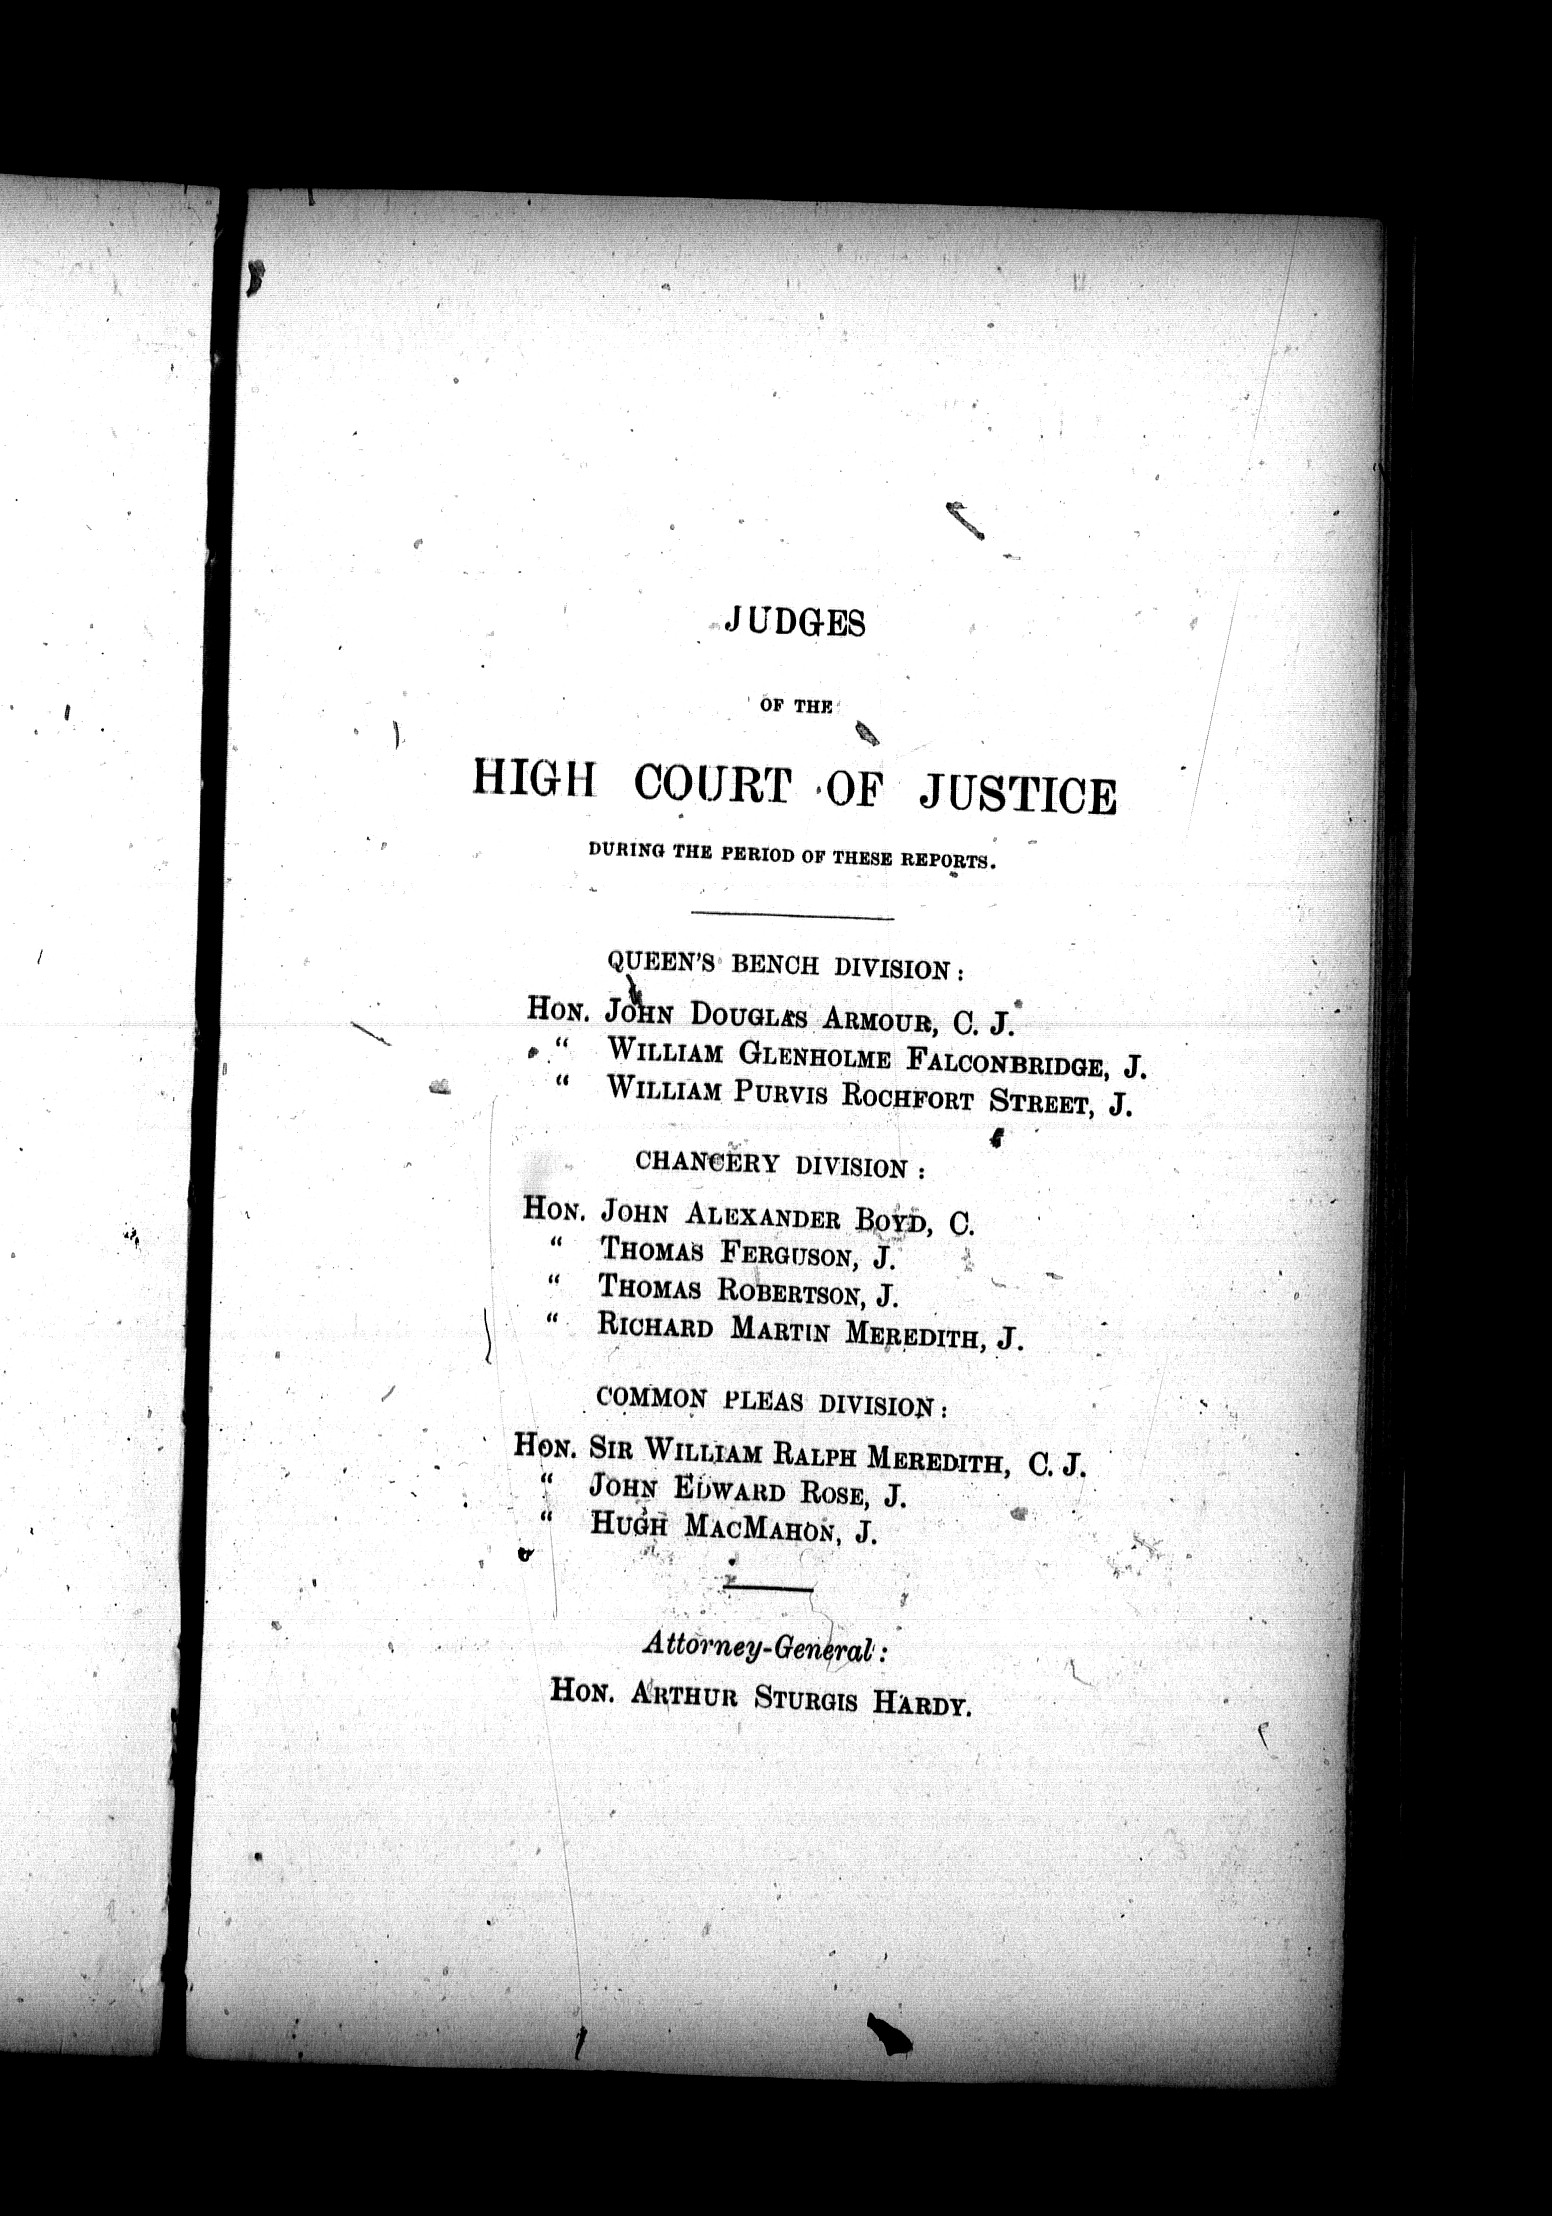 JUDGES
OF THE
HIGH COURT OF JUSTICE
DURING THE PERIOD OF THESE REPORTS.
QUEEN'S BENCH DIVISION:
HON. JOHN DOUGLAS ARMOUR, C. J.
" WILLIAM GLENHOLME FALCONBRIDGE, J.
" WILLIAM PURVIS ROCHFORT STREET, J.
CHANCERY DIVISION:
HON. JOHN ALEXANDER BOYD, C.
" THOMAS FERGUSON, J.
" THOMAS ROBERTSON, J.
" RICHARD MARTIN MEREDITH, J.
COMMON PLEAS DIVISION:
HON. SIR WILLIAM RALPH MEREDITH, C. J.
" JOHN EDWARD ROSE, J.
" HUGH MACMAHON, J.
Attorney-General:
HON. ARTHUR STURGIS HARDY.